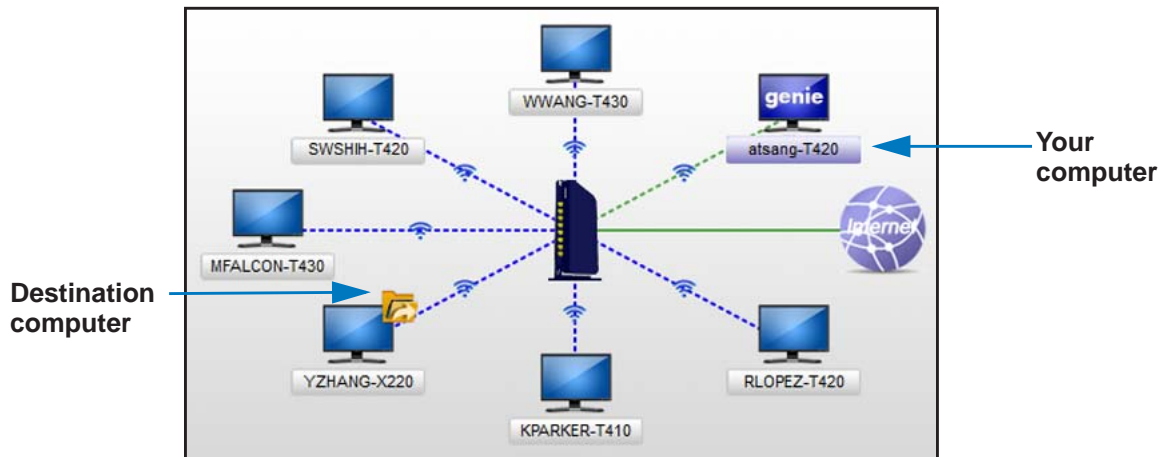 WWANG-T430
genie
SWSHIH-T420
atsang-T420
Your
computer
Internet
MFALCON-T430
Destination
computer
YZHANG-X220
RLOPEZ-T420
KPARKER-T410